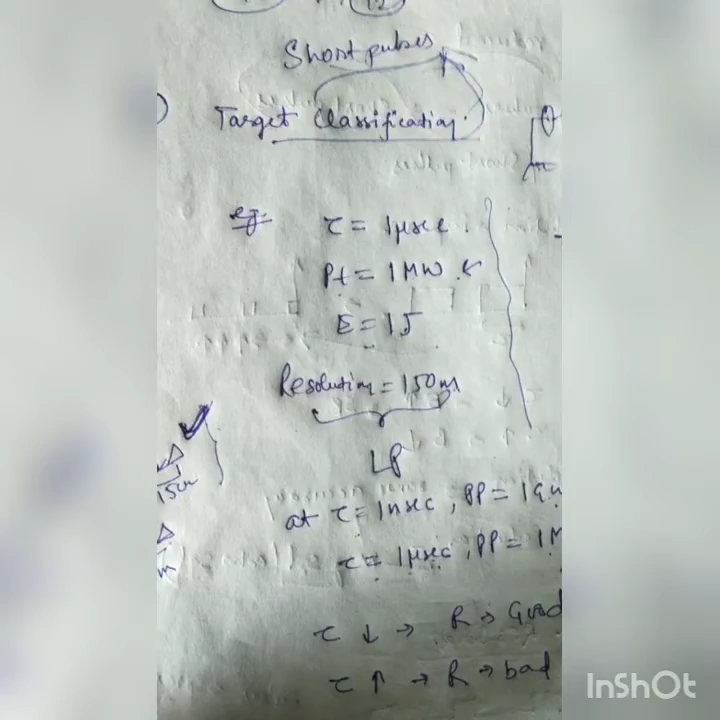 Short pulses
Target Classification.
eg.
τ = 1μsec.
Pt = 1MW.
E = 1J
Resolution = 150m
LP
at τ = 1nsec, PP = 1G
τ = 1μsec, PP = 1M
τ ↓ → R → Good
τ ↑ → R → bad
InShOt